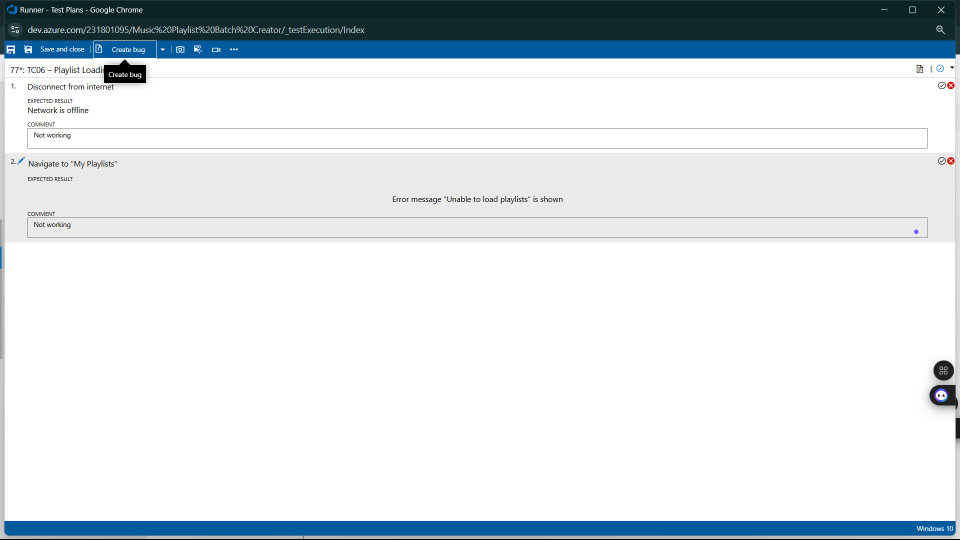 Runner - Test Plans - Google Chrome
dev.azure.com/231801095/Music%20Playlist%20Batch%20Creator/_testExecution/Index
Save and close
Create bug
77*: TC06 – Playlist
Create bug
1. Disconnect from internet
EXPECTED RESULT
Network is offline
COMMENT
Not working
2. Navigate to "My Playlists"
EXPECTED RESULT
Error message "Unable to load playlists" is shown
COMMENT
Not working
Windows 10